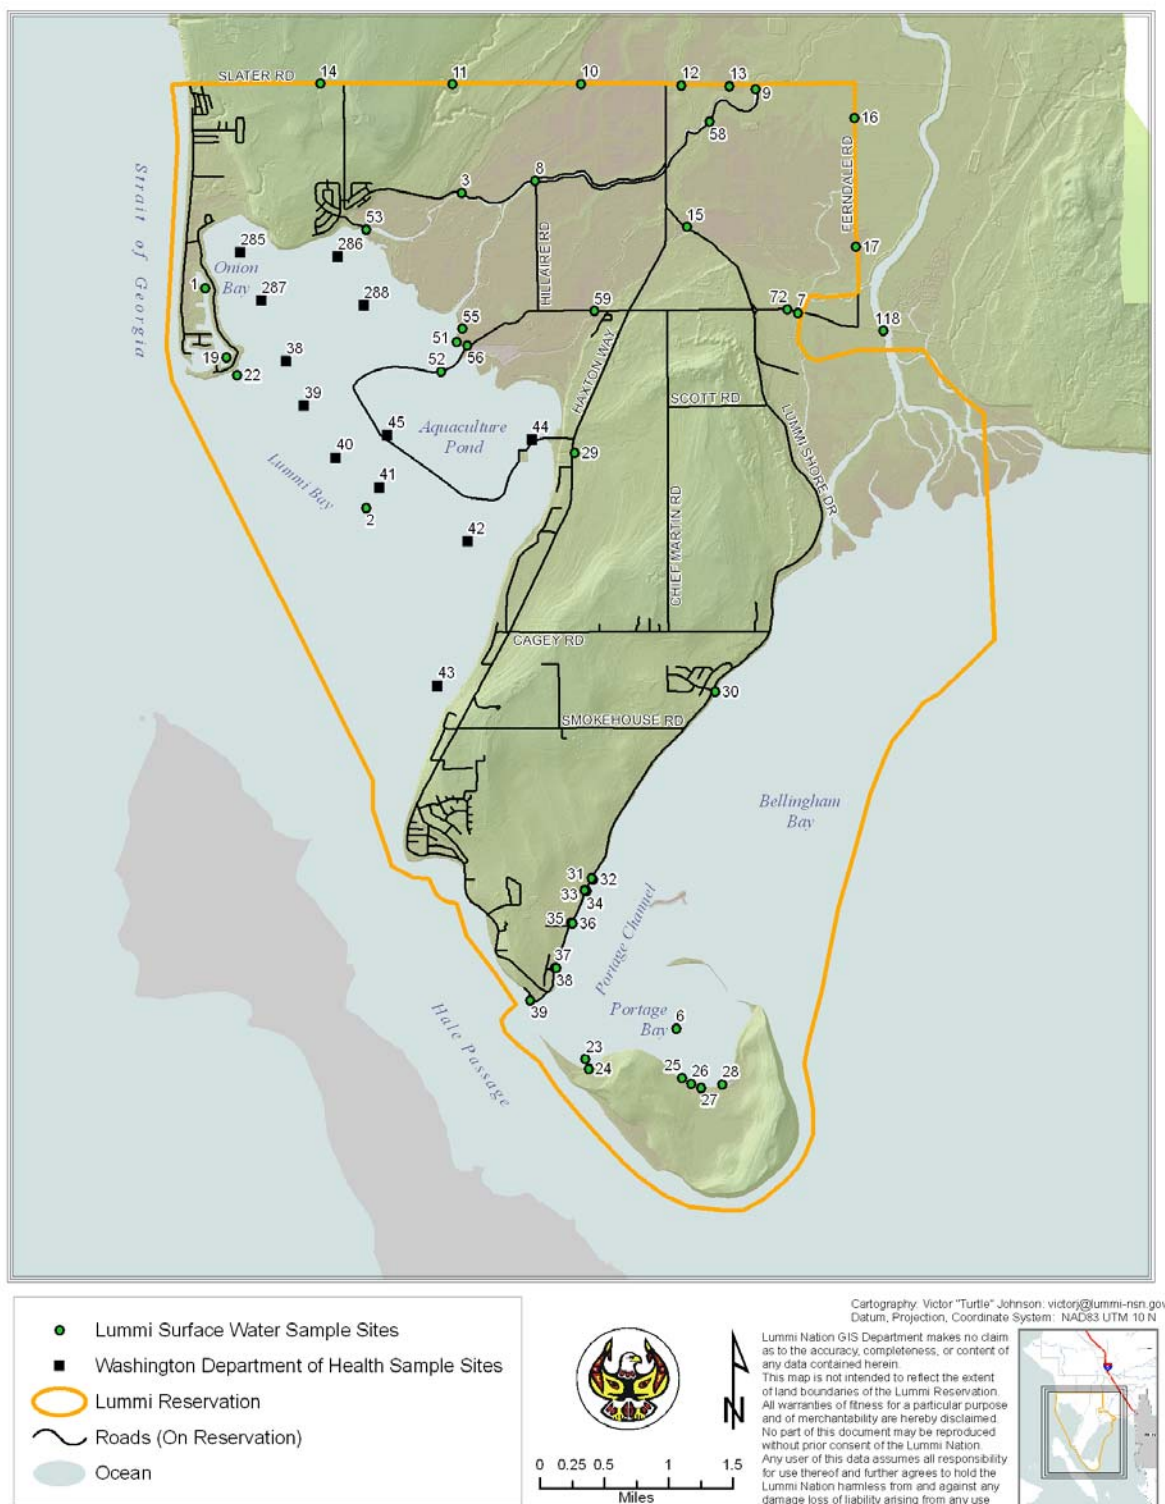 SLATER RD
14
11
10
12
13
9
16
58
FERNDALE RD
8
3
53
15
17
Strait of Georgia
285
286
Onion
Bay
HILLAIRE RD
1
287
288
59
72
7
118
55
51
56
19
22
38
52
HAXTON WAY
39
SCOTT RD
45
Aquaculture
Pond
44
LUMMI SHORE DR
40
29
Lummi Bay
41
2
CHIEF MARTIN RD
42
CAGEY RD
43
30
SMOKEHOUSE RD
Bellingham
Bay
31
32
33
34
35
36
Portage Channel
37
38
39
Hale Passage
Portage
Bay
6
23
24
25
26
27
28
Lummi Surface Water Sample Sites
Washington Department of Health Sample Sites
Lummi Reservation
Roads (On Reservation)
Ocean
N
0 0.25 0.5 1 1.5
Miles
Cartography: Victor "Turtle" Johnson: victorj@lummi-nsn.gov
Datum, Projection, Coordinate System: NAD83 UTM 10 N
Lummi Nation GIS Department makes no claim
as to the accuracy, completeness, or content of
any data contained herein.
This map is not intended to reflect the extent
of land boundaries of the Lummi Reservation.
All warranties of fitness for a particular purpose
and of merchantability are hereby disclaimed.
No part of this document may be reproduced
without prior consent of the Lummi Nation.
Any user of this data assumes all responsibility
for use thereof and further agrees to hold the
Lummi Nation harmless from and against any
damage loss of liability arising from any use